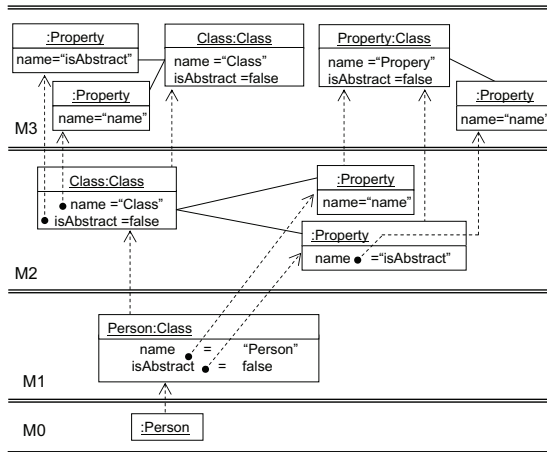 :Property
name="isAbstract"
:Property
name="name"
Class:Class
name ="Class"
isAbstract =false
Property:Class
name ="Propery"
isAbstract =false
:Property
name="name"
M3
Class:Class
name ="Class"
isAbstract =false
:Property
name="name"
:Property
name ="isAbstract"
M2
Person:Class
name = "Person"
isAbstract = false
M1
:Person
M0